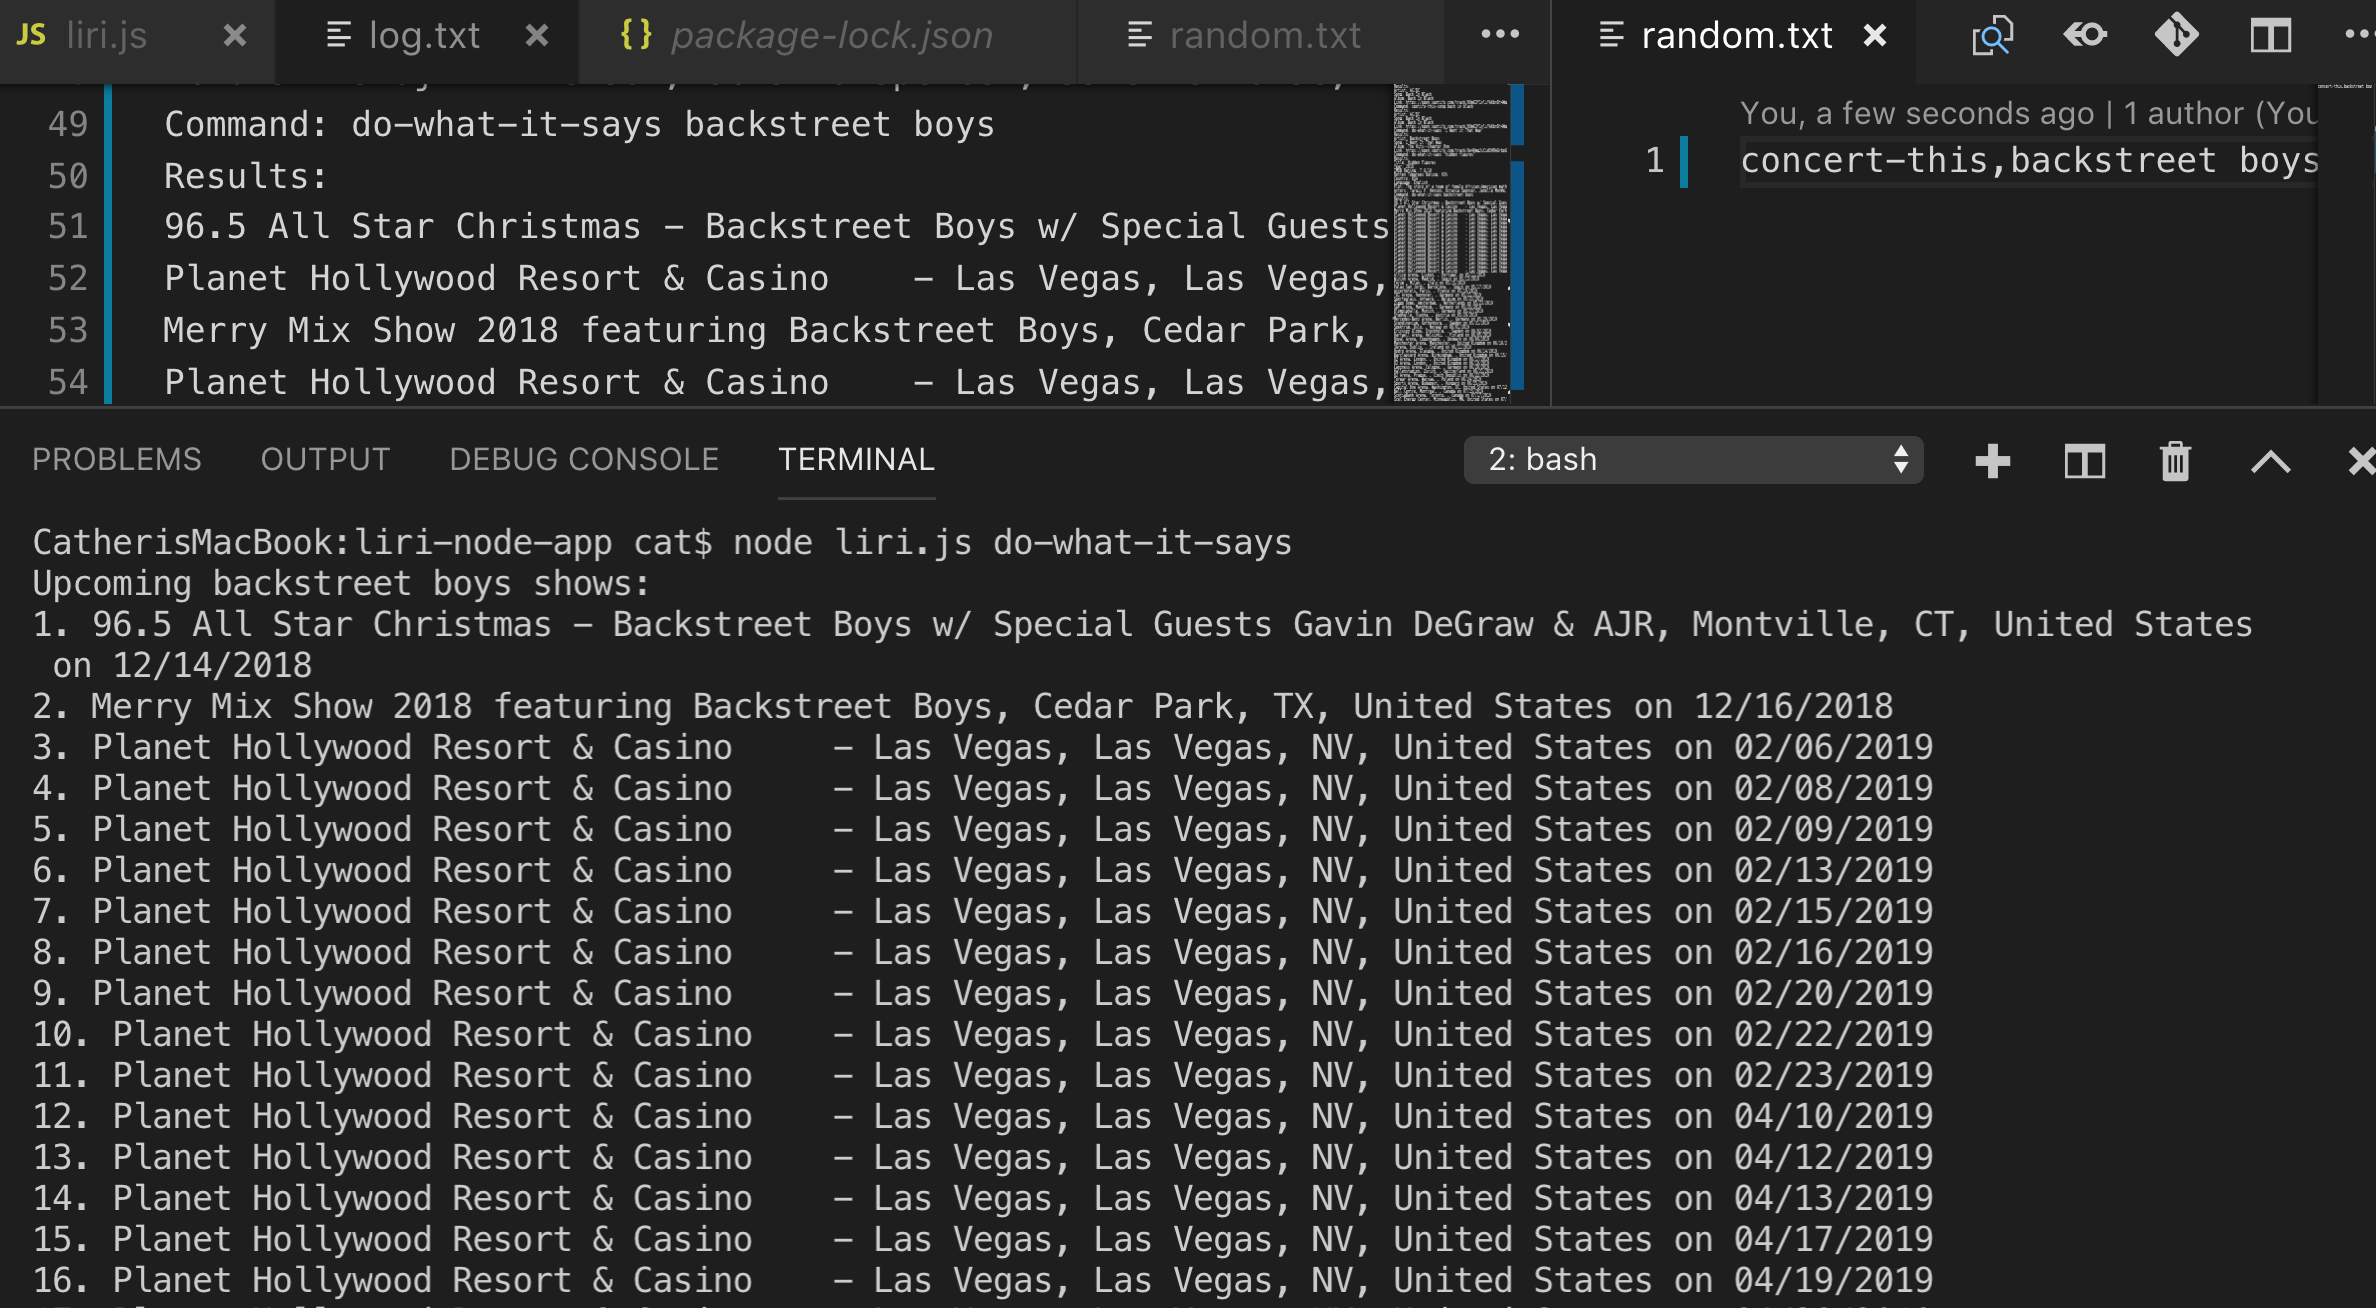 JS liri.js
log.txt
{} package-lock.json
random.txt
random.txt
49 Command: do-what-it-says backstreet boys
50 Results:
51 96.5 All Star Christmas - Backstreet Boys w/ Special Guests
52 Planet Hollywood Resort & Casino    - Las Vegas, Las Vegas,
53 Merry Mix Show 2018 featuring Backstreet Boys, Cedar Park,
54 Planet Hollywood Resort & Casino    - Las Vegas, Las Vegas,
You, a few seconds ago | 1 author (You
1 concert-this,backstreet boys
PROBLEMS OUTPUT DEBUG CONSOLE TERMINAL 2: bash
CatherisMacBook:liri-node-app cat$ node liri.js do-what-it-says
Upcoming backstreet boys shows:
1. 96.5 All Star Christmas - Backstreet Boys w/ Special Guests Gavin DeGraw & AJR, Montville, CT, United States
on 12/14/2018
2. Merry Mix Show 2018 featuring Backstreet Boys, Cedar Park, TX, United States on 12/16/2018
3. Planet Hollywood Resort & Casino     - Las Vegas, Las Vegas, NV, United States on 02/06/2019
4. Planet Hollywood Resort & Casino     - Las Vegas, Las Vegas, NV, United States on 02/08/2019
5. Planet Hollywood Resort & Casino     - Las Vegas, Las Vegas, NV, United States on 02/09/2019
6. Planet Hollywood Resort & Casino     - Las Vegas, Las Vegas, NV, United States on 02/13/2019
7. Planet Hollywood Resort & Casino     - Las Vegas, Las Vegas, NV, United States on 02/15/2019
8. Planet Hollywood Resort & Casino     - Las Vegas, Las Vegas, NV, United States on 02/16/2019
9. Planet Hollywood Resort & Casino     - Las Vegas, Las Vegas, NV, United States on 02/20/2019
10. Planet Hollywood Resort & Casino    - Las Vegas, Las Vegas, NV, United States on 02/22/2019
11. Planet Hollywood Resort & Casino    - Las Vegas, Las Vegas, NV, United States on 02/23/2019
12. Planet Hollywood Resort & Casino    - Las Vegas, Las Vegas, NV, United States on 04/10/2019
13. Planet Hollywood Resort & Casino    - Las Vegas, Las Vegas, NV, United States on 04/12/2019
14. Planet Hollywood Resort & Casino    - Las Vegas, Las Vegas, NV, United States on 04/13/2019
15. Planet Hollywood Resort & Casino    - Las Vegas, Las Vegas, NV, United States on 04/17/2019
16. Planet Hollywood Resort & Casino    - Las Vegas, Las Vegas, NV, United States on 04/19/2019